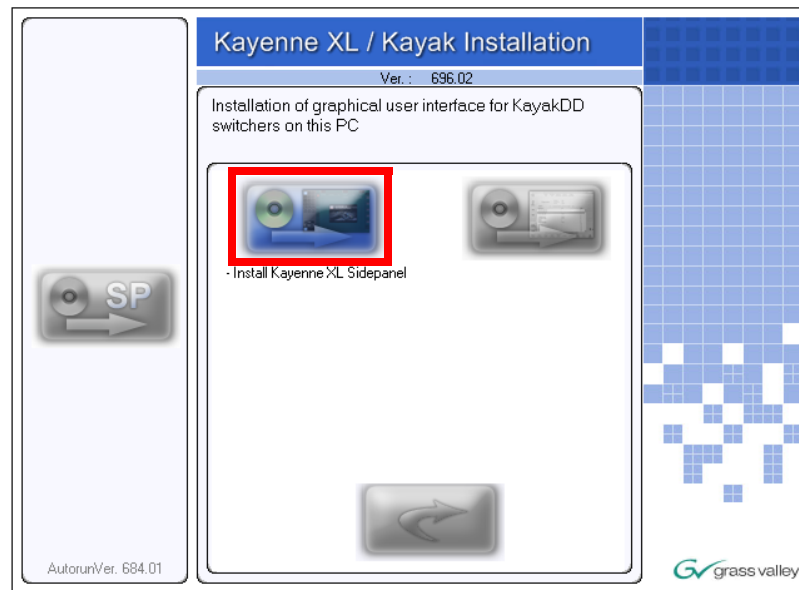 Kayenne XL / Kayak Installation
Ver. : 696.02
Installation of graphical user interface for KayakDD
switchers on this PC
- Install Kayenne XL Sidepanel
SP
AutorunVer. 684.01
GV grass valley